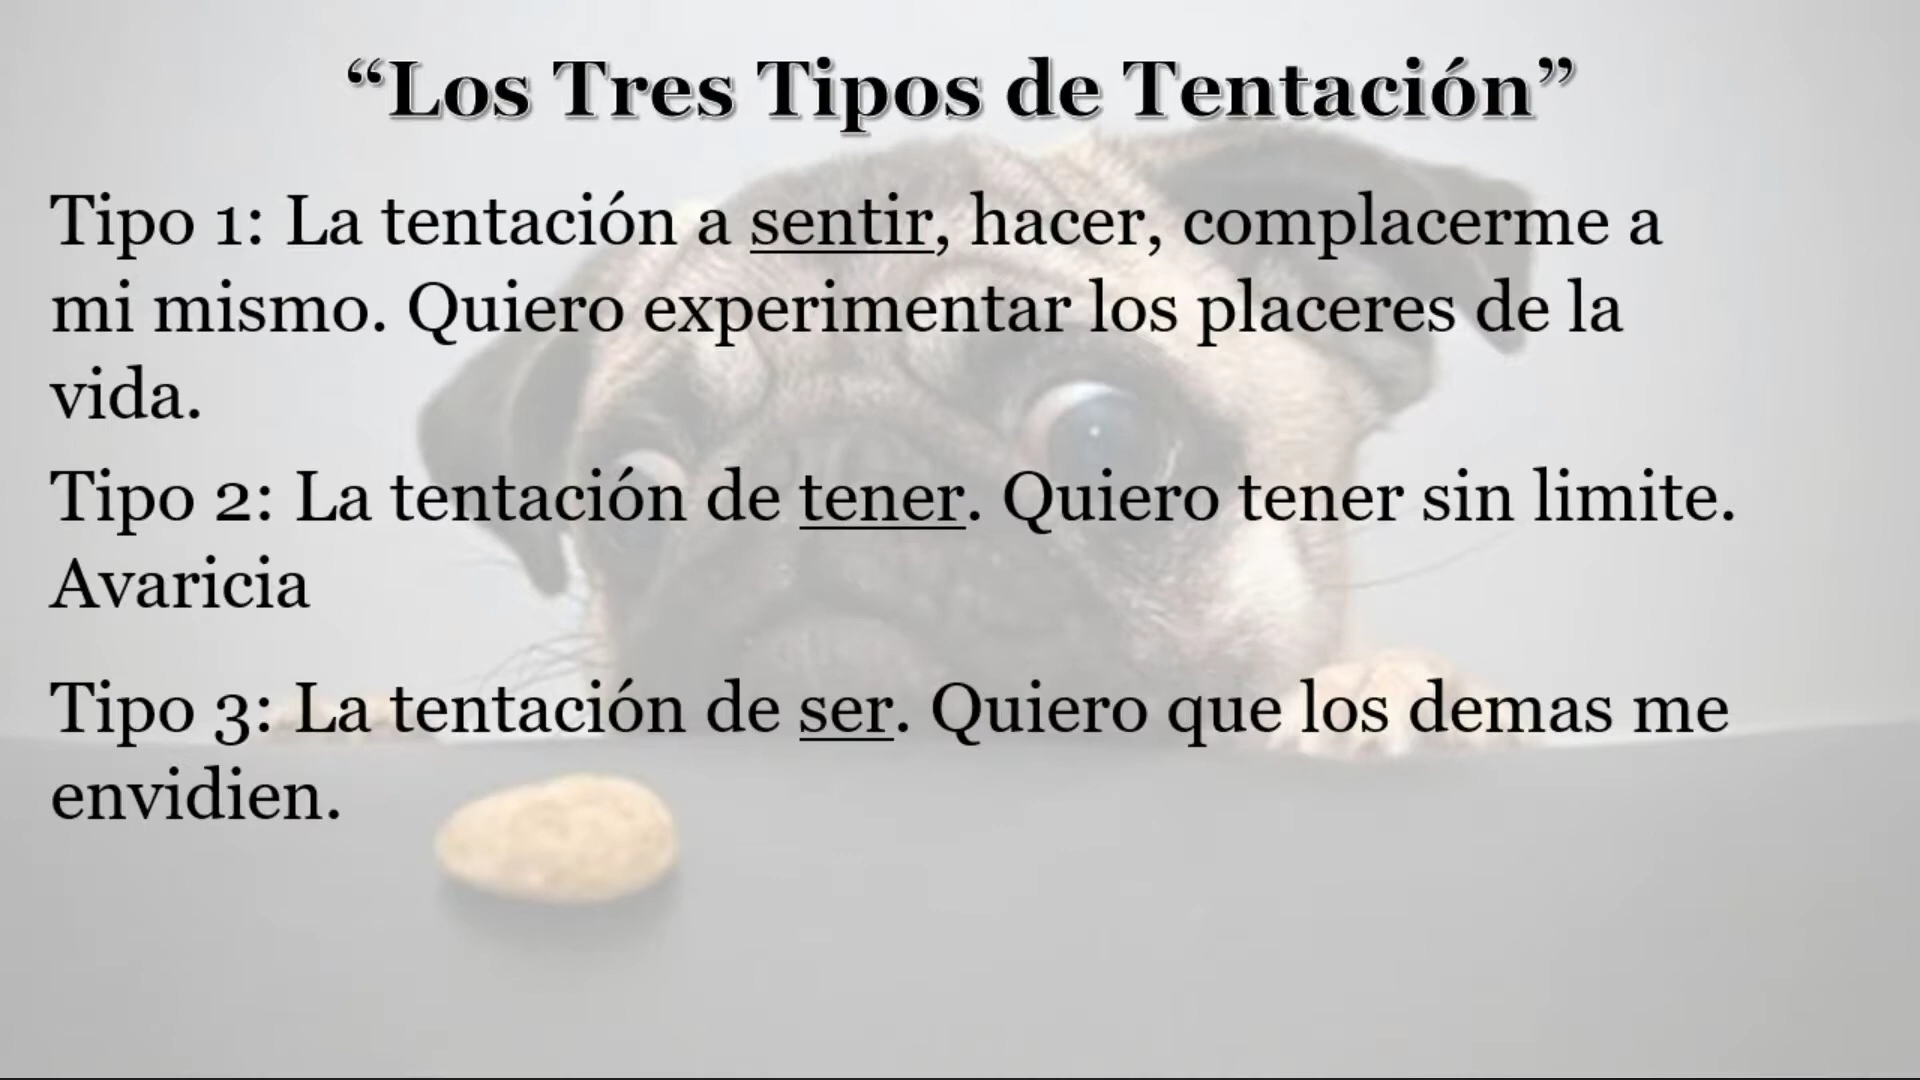 “Los Tres Tipos de Tentación”
Tipo 1: La tentación a sentir, hacer, complacerme a
mi mismo. Quiero experimentar los placeres de la
vida.
Tipo 2: La tentación de tener. Quiero tener sin limite.
Avaricia
Tipo 3: La tentación de ser. Quiero que los demas me
envidien.